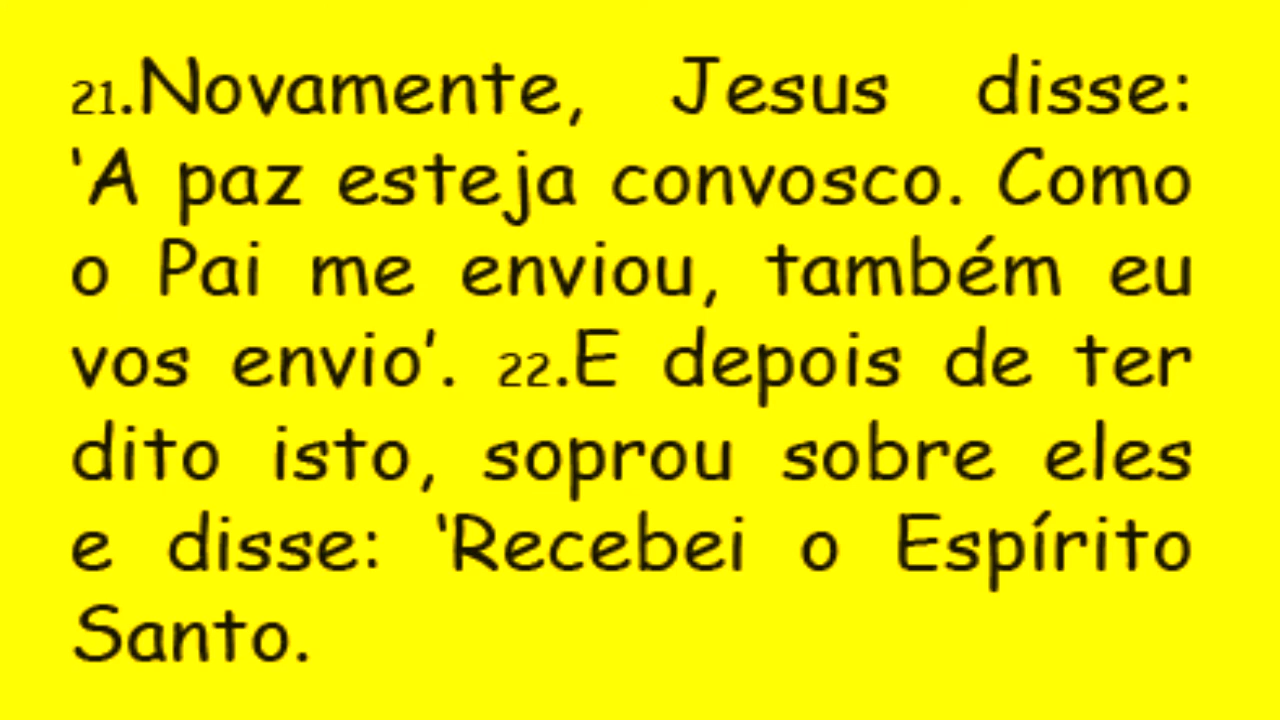 21.Novamente, Jesus disse:
‘A paz esteja convosco. Como
o Pai me enviou, também eu
vos envio’. 22.E depois de ter
dito isto, soprou sobre eles
e disse: ‘Recebei o Espírito
Santo.